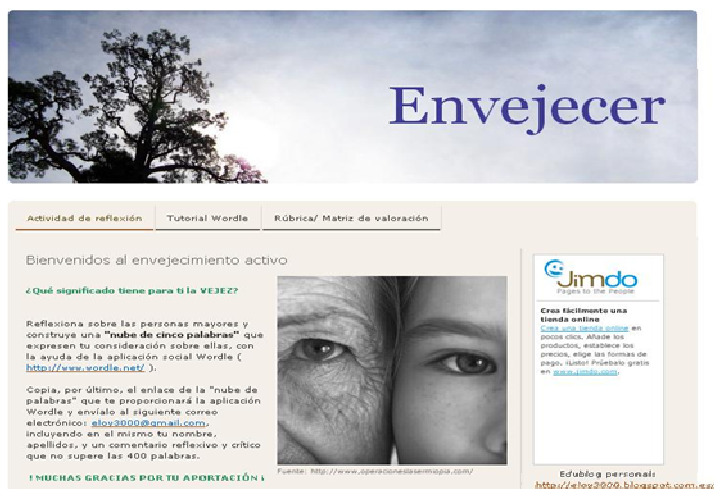 Envejecer
Actividad de reflexión
Tutorial Wordle
Rúbrica/ Matriz de valoración
Bienvenidos al envejecimiento activo
¿Qué significado tiene para ti la VEJEZ?
Reflexiona sobre las personas mayores y
construye una "nube de cinco palabras" que
expresen tu consideración sobre ellas, con
la ayuda de la aplicación social Wordle (
http://www.wordle.net/ ).
Copia, por último, el enlace de la "nube de
palabras" que te proporcionará la aplicación
Wordle y envíalo al siguiente correo
electrónico: eloy3000@gmail.com,
incluyendo en el mismo tu nombre,
apellidos, y un comentario reflexivo y crítico
que no supere las 400 palabras.
!MUCHAS GRACIAS POR TU APORTACIÓN¡
Fuente: http://www.operacioneslasermiopia.com/
Jimdo
Pages to the People
Crea fácilmente una
tienda online
Crea una tienda online en
pocos clics. Añade los
productos, establece los
precios, elige las formas de
pago, ¡Listo! Pruébalo gratis
en www.jimdo.com.
Edublog personal:
http://eloy3000.blogspot.com.es/